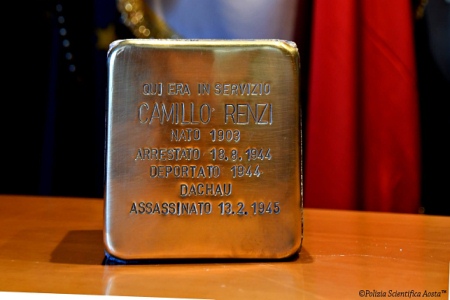 QUI ERA IN SERVIZIO
CAMILLO RENZI
NATO 1903
ARRESTATO 18.8.1944
DEPORTATO 1944
DACHAU
ASSASSINATO 13.2.1945
©Polizia Scientifica Aosta™